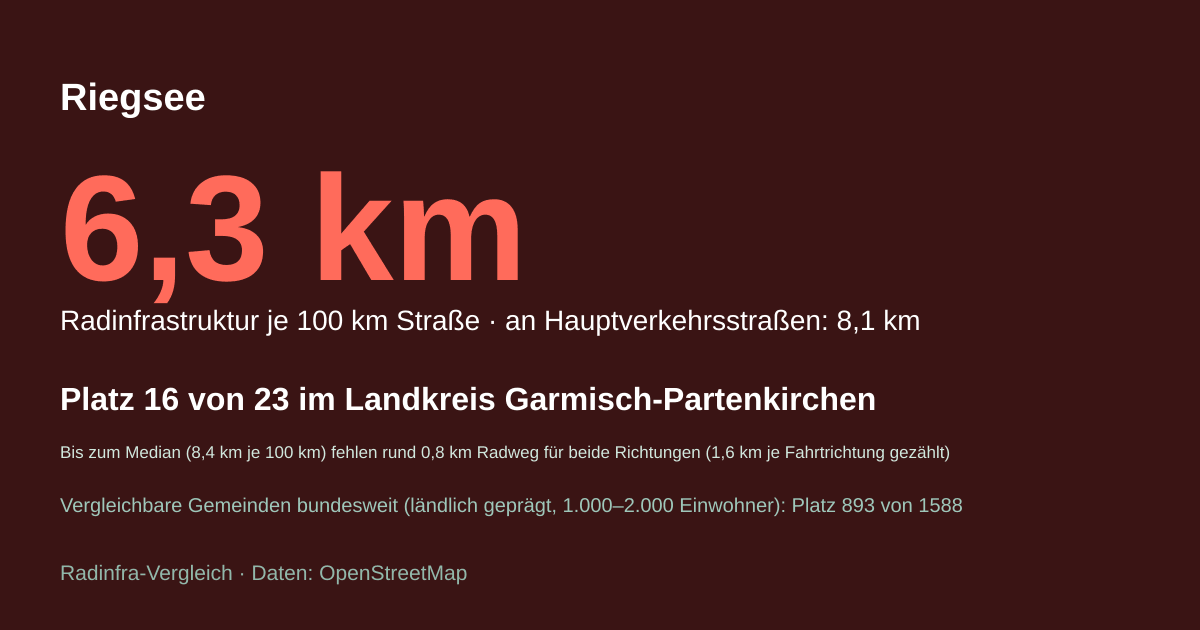 Riegsee
6,3 km
Radinfrastruktur je 100 km Straße · an Hauptverkehrsstraßen: 8,1 km
Platz 16 von 23 im Landkreis Garmisch-Partenkirchen
Bis zum Median (8,4 km je 100 km) fehlen rund 0,8 km Radweg für beide Richtungen (1,6 km je Fahrtrichtung gezählt)
Vergleichbare Gemeinden bundesweit (ländlich geprägt, 1.000–2.000 Einwohner): Platz 893 von 1588
Radinfra-Vergleich · Daten: OpenStreetMap